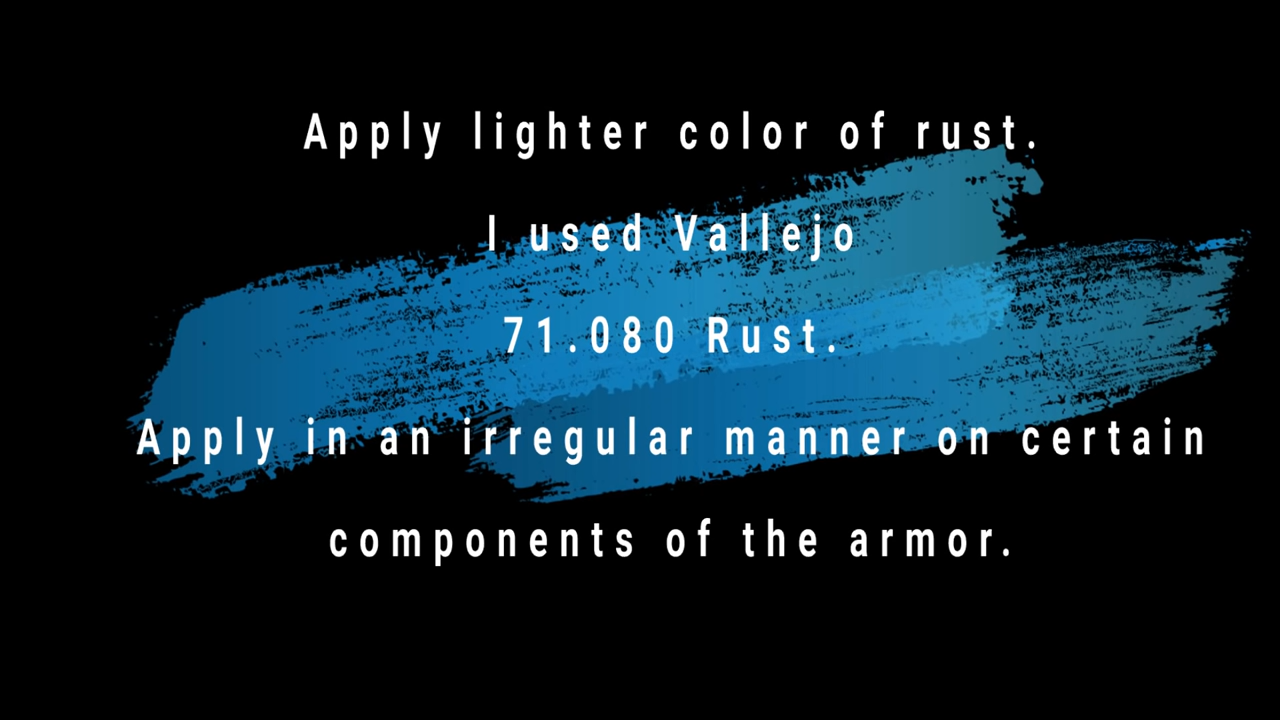 Apply lighter color of rust.
I used Vallejo
71.080 Rust.
Apply in an irregular manner on certain
components of the armor.